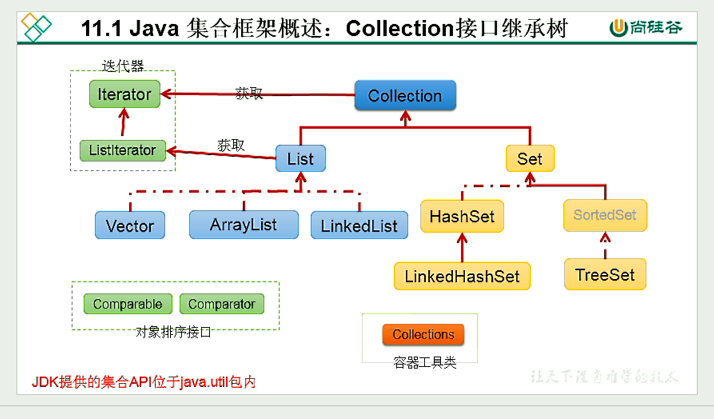 11.1 Java 集合框架概述：Collection接口继承树
尚硅谷
迭代器
Iterator
获取
Collection
ListIterator
获取
List
Set
Vector
ArrayList
LinkedList
HashSet
SortedSet
LinkedHashSet
TreeSet
Comparable
Comparator
对象排序接口
Collections
容器工具类
JDK提供的集合API位于java.util包内
让天下没有难学的技术